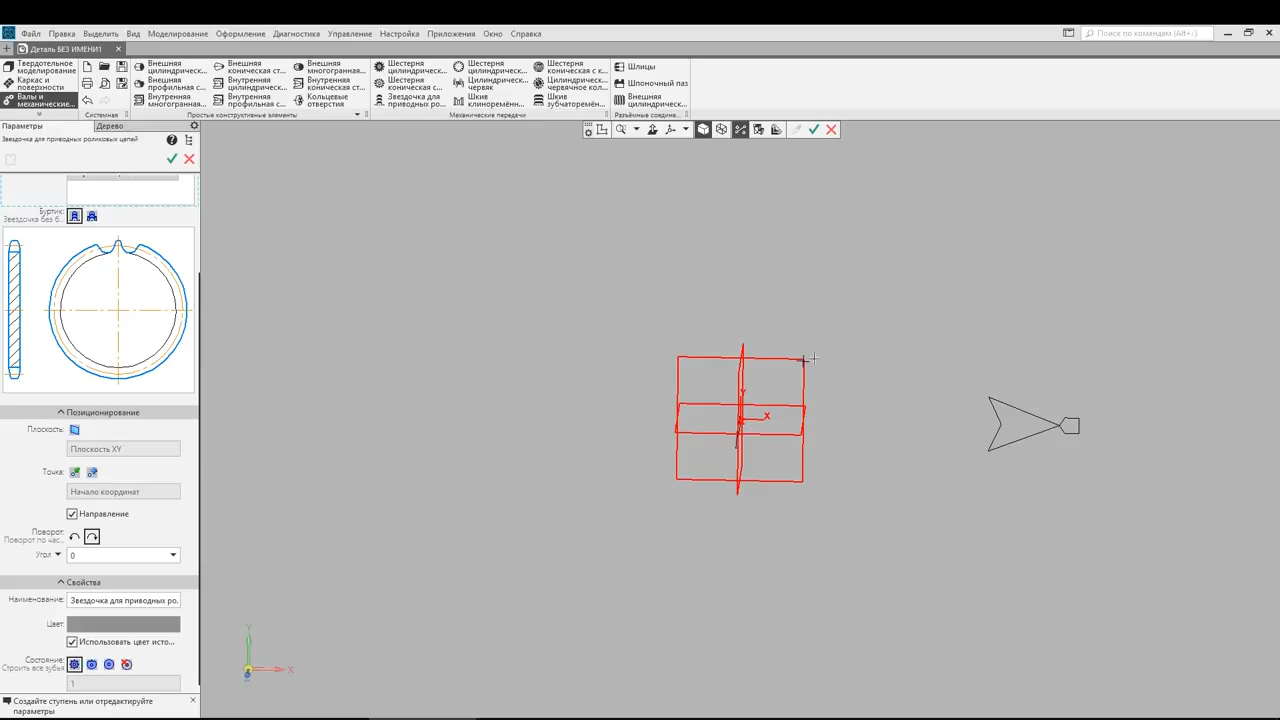 Файл Правка Выделить Вид Моделирование Оформление Диагностика Управление Настройка Приложения Окно Справка
Поиск по командам (Alt+/)
Деталь БЕЗ ИМЕНИ1
Твердотельное моделирование
Каркас и поверхности
Валы и механические...
Системная
Внешняя цилиндрическ...
Внешняя коническая ст...
Внешняя многогранная...
Внешняя профильная с...
Внутренняя цилиндрическ...
Внутренняя коническая ст...
Внутренняя многогранная...
Внутренняя профильная с...
Кольцевые отверстия
Простые конструктивные элементы
Шестерня цилиндрическ...
Шестерня цилиндрическ...
Шестерня коническая с к...
Шестерня коническая с...
Цилиндрический червяк
Шестерня червячное кол...
Звездочка для приводных ро...
Шкив клиноремённ...
Шкив зубчаторемён...
Механические передачи
Шлицы
Шпоночный паз
Внешняя цилиндрическ...
Разъёмные соедине...
Параметры
Дерево
Звездочка для приводных роликовых цепей
Буртик:
Звездочка без б...
Позиционирование
Плоскость:
Плоскость XY
Точка:
Начало координат
Направление
Поворот:
Поворот по час...
Угол
0
Свойства
Наименование:
Звездочка для приводных ро.
Цвет:
Использовать цвет исто...
Состояние:
Строить все зубья
1
Создайте ступень или отредактируйте
параметры
Y
X
Y
X